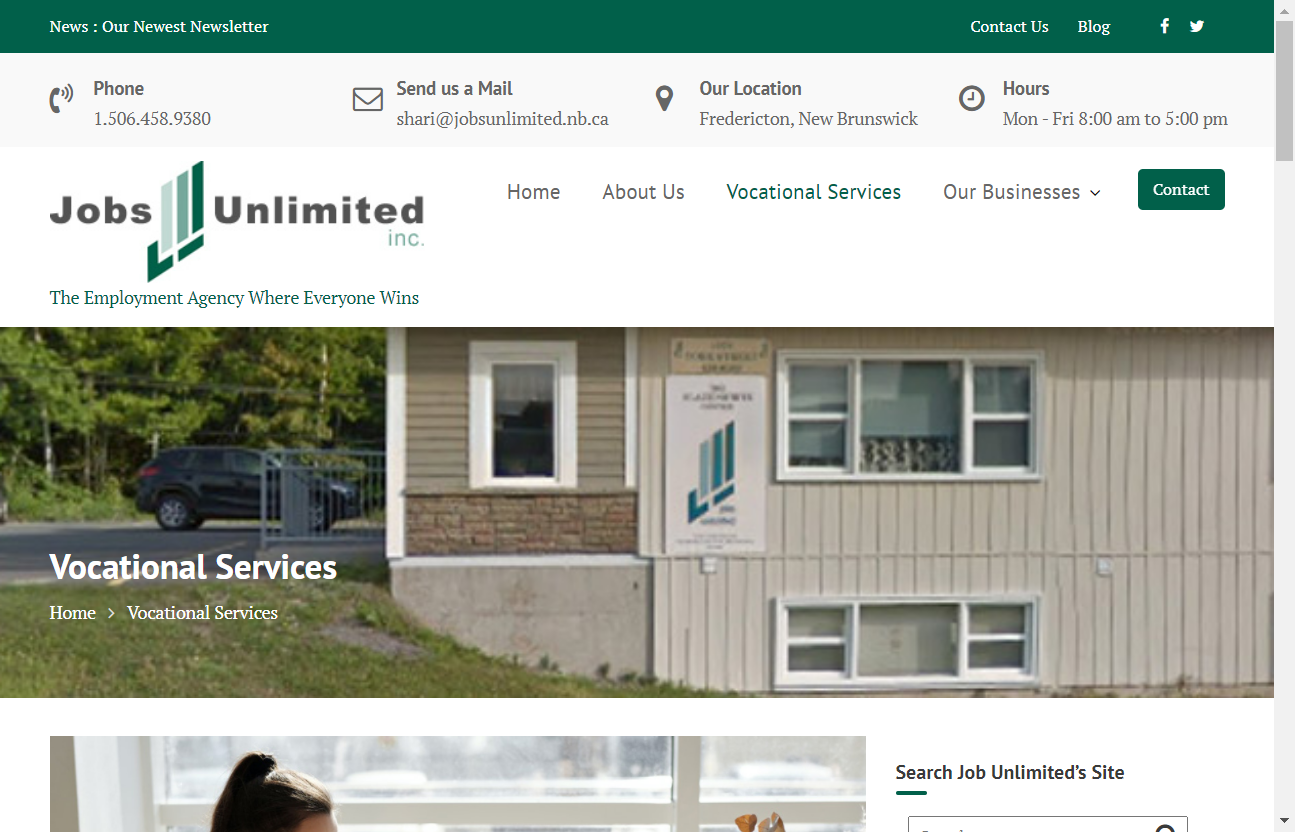 News : Our Newest Newsletter
Contact Us
Blog
Phone
1.506.458.9380
Send us a Mail
shari@jobsunlimited.nb.ca
Our Location
Fredericton, New Brunswick
Hours
Mon - Fri 8:00 am to 5:00 pm
Jobs Unlimited
inc.
The Employment Agency Where Everyone Wins
Home
About Us
Vocational Services
Our Businesses
Contact
Vocational Services
Home > Vocational Services
Search Job Unlimited’s Site